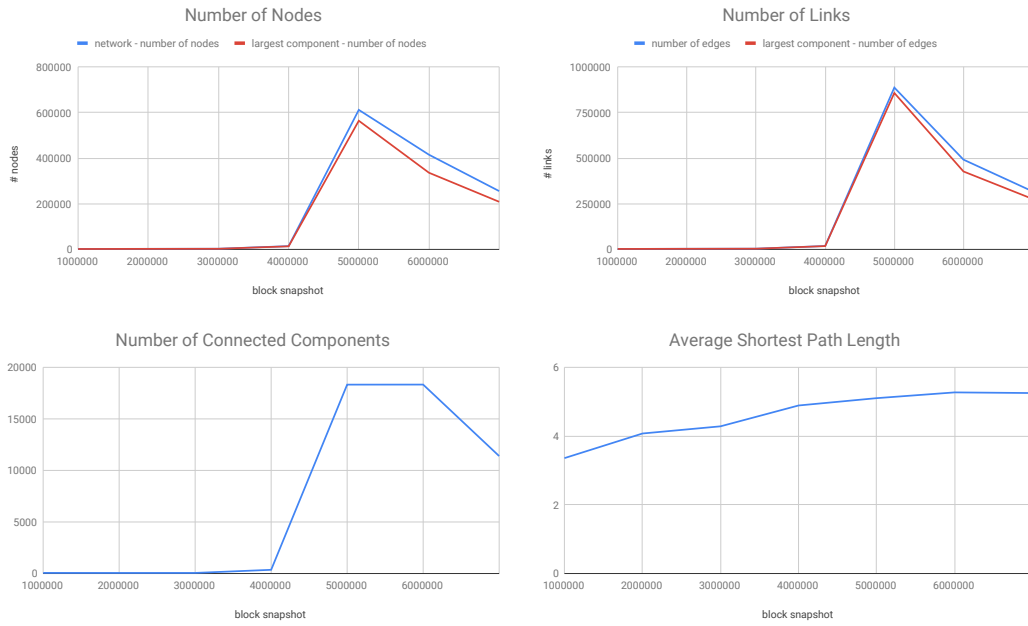 Number of Nodes
network - number of nodes largest component - number of nodes
800000
600000
400000
200000
0
# nodes
1000000 2000000 3000000 4000000 5000000 6000000
block snapshot
Number of Links
number of edges largest component - number of edges
1000000
750000
500000
250000
0
# links
1000000 2000000 3000000 4000000 5000000 6000000
block snapshot
Number of Connected Components
20000
15000
10000
5000
0
1000000 2000000 3000000 4000000 5000000 6000000
block snapshot
Average Shortest Path Length
6
4
2
0
1000000 2000000 3000000 4000000 5000000 6000000
block snapshot